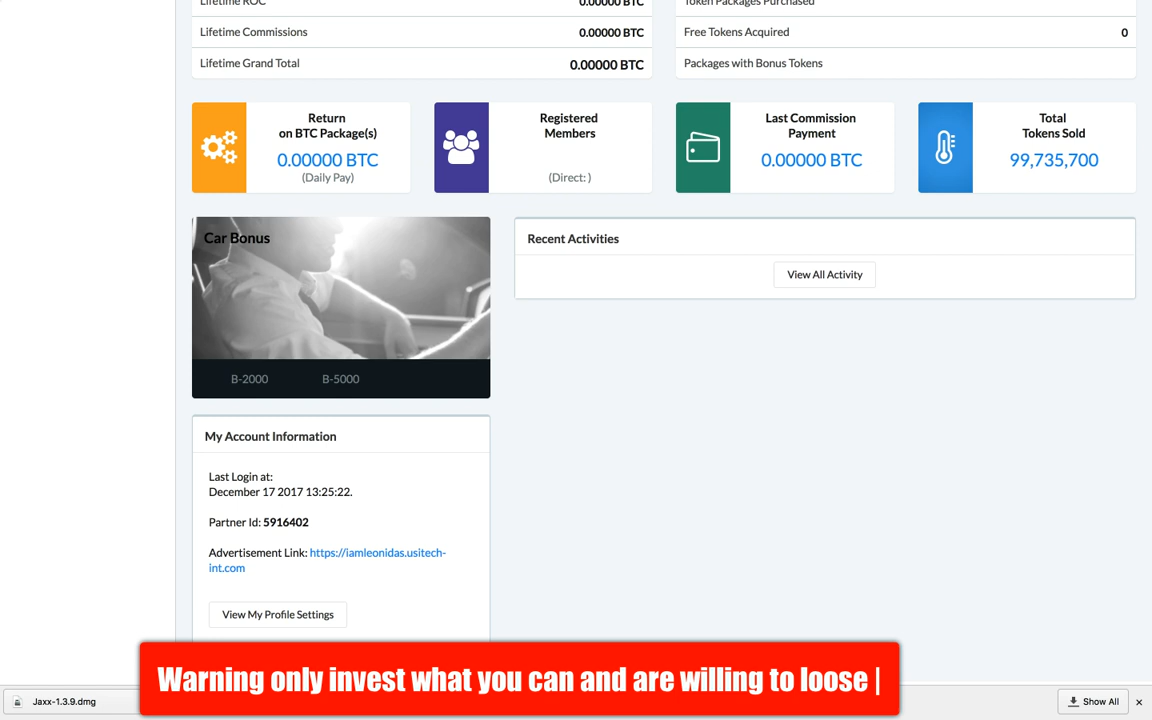 Lifetime ROC
0.00000 BTC
Token Packages Purchased
Lifetime Commissions
0.00000 BTC
Free Tokens Acquired
0
Lifetime Grand Total
0.00000 BTC
Packages with Bonus Tokens
Return
on BTC Package(s)
0.00000 BTC
(Daily Pay)
Registered
Members
(Direct: )
Last Commission
Payment
0.00000 BTC
Total
Tokens Sold
99,735,700
Car Bonus
B-2000
B-5000
Recent Activities
View All Activity
My Account Information
Last Login at:
December 17 2017 13:25:22.
Partner Id: 5916402
Advertisement Link: https://iamleonidas.usitech-
int.com
View My Profile Settings
Warning only invest what you can and are willing to loose |
Jaxx-1.3.9.dmg
Show All